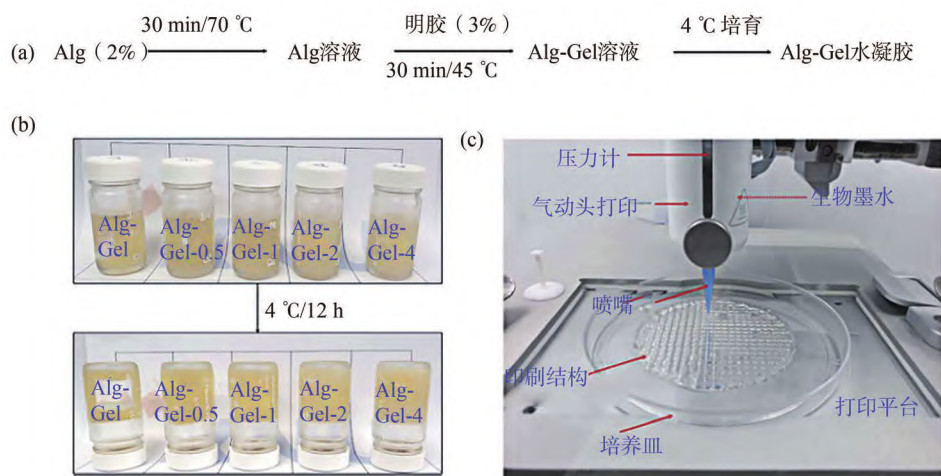 (a)
30 min/70 ℃
明胶（3%）
4 ℃培育
Alg（2%）
Alg溶液
Alg-Gel溶液
Alg-Gel水凝胶
30 min/45 ℃
(b)
Alg-
Gel
Alg-
Gel-0.5
Alg-
Gel-1
Alg-
Gel-2
Alg-
Gel-4
4 ℃/12 h
Alg-
Gel
Alg-
Gel-0.5
Alg-
Gel-1
Alg-
Gel-2
Alg-
Gel-4
(c)
压力计
气动头打印
生物墨水
喷嘴
印刷结构
打印平台
培养皿